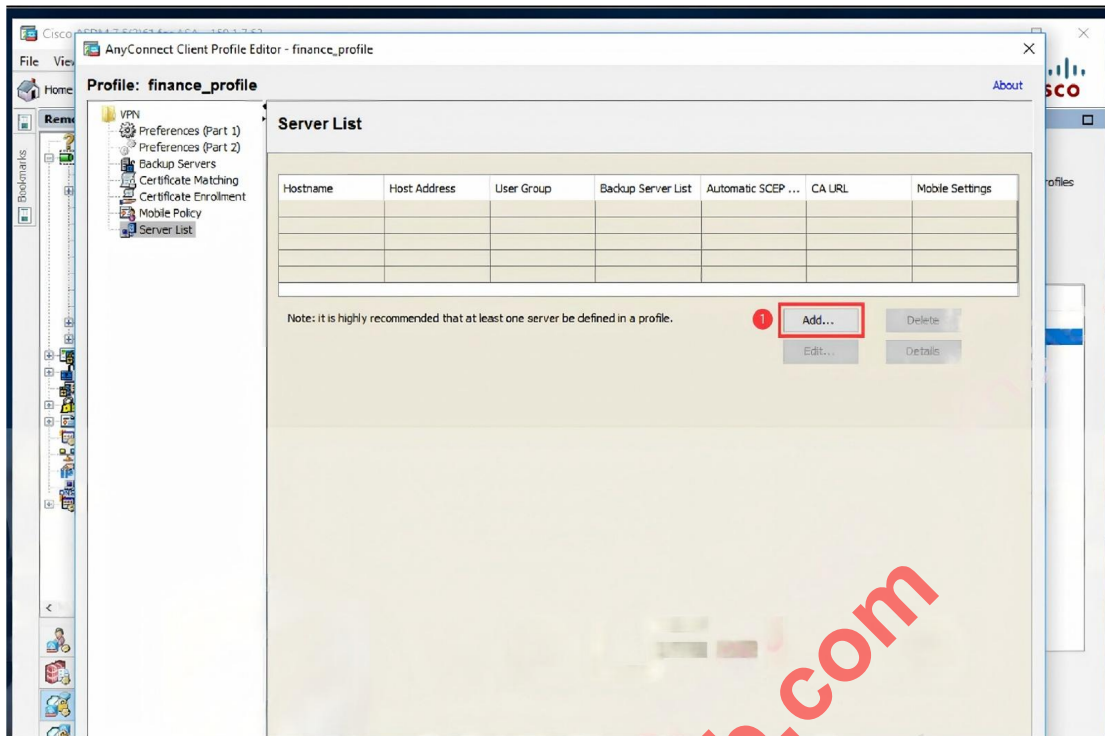 Cisco
AnyConnect Client Profile Editor - finance_profile
File View
Home
Profile: finance_profile
About
sco
Bookmarks
VPN
Preferences (Part 1)
Preferences (Part 2)
Backup Servers
Certificate Matching
Certificate Enrollment
Mobile Policy
Server List
Server List
Hostname Host Address User Group Backup Server List Automatic SCEP ... CA URL Mobile Settings
rofiles
Note: it is highly recommended that at least one server be defined in a profile.
1 Add... Delete
Edit... Details
.com